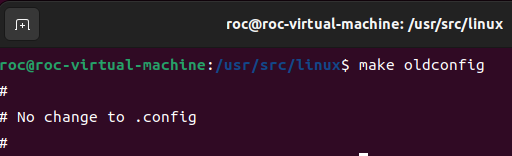 roc@roc-virtual-machine: /usr/src/linux
roc@roc-virtual-machine:/usr/src/linux$ make oldconfig
#
# No change to .config
#